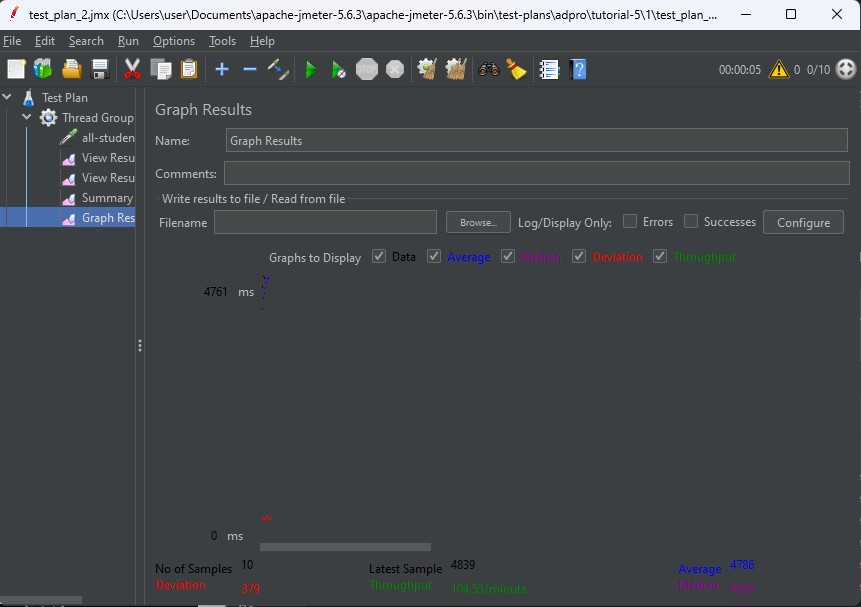 test_plan_2.jmx (C:\Users\user\Documents\apache-jmeter-5.6.3\apache-jmeter-5.6.3\bin\test-plans\adpro\tutorial-5\1\test_plan_...
File Edit Search Run Options Tools Help
00:00:05 0 0/10
Test Plan
Thread Group
all-studen
View Resu
View Resu
Summary
Graph Res
Graph Results
Name: Graph Results
Comments:
Write results to file / Read from file
Filename Browse... Log/Display Only: Errors Successes Configure
Graphs to Display Data Average Median Deviation Throughput
4761 ms
0 ms
No of Samples 10 Latest Sample 4839 Average 4786
Deviation 379 Throughput 104.53/minute Median